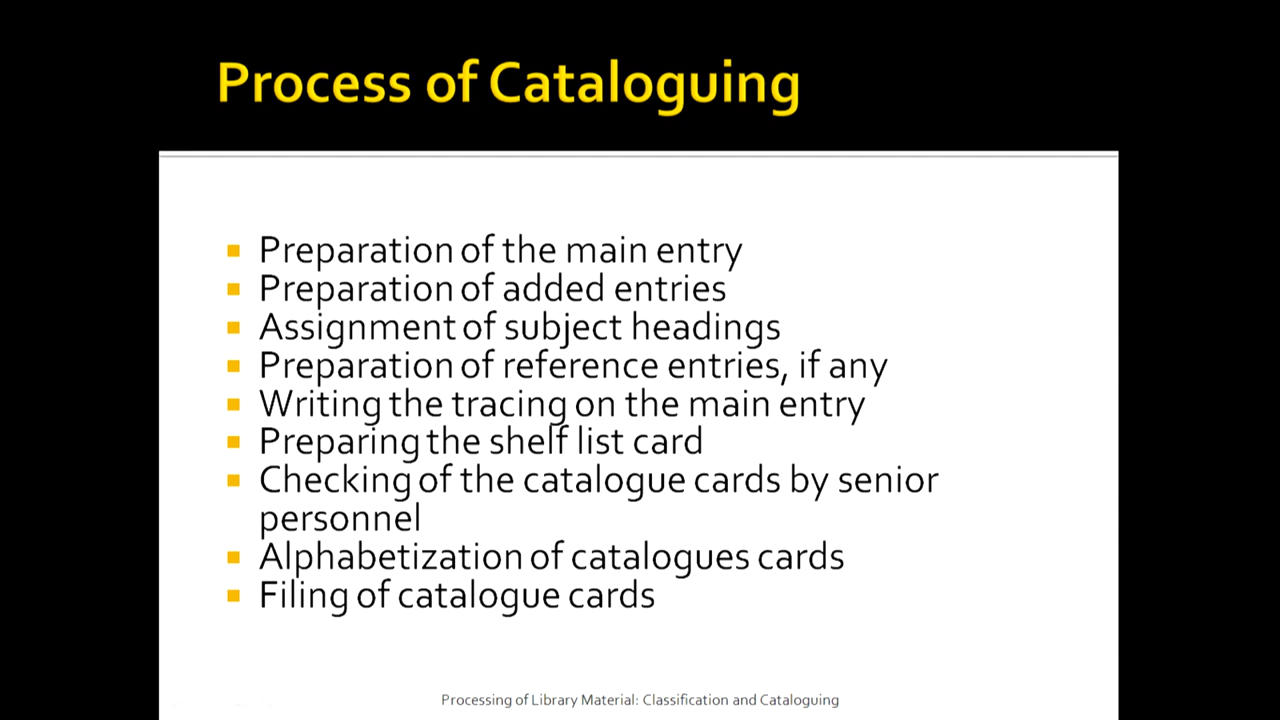 Process of Cataloguing
Preparation of the main entry
Preparation of added entries
Assignment of subject headings
Preparation of reference entries, if any
Writing the tracing on the main entry
Preparing the shelf list card
Checking of the catalogue cards by senior
personnel
Alphabetization of catalogues cards
Filing of catalogue cards
Processing of Library Material: Classification and Cataloguing